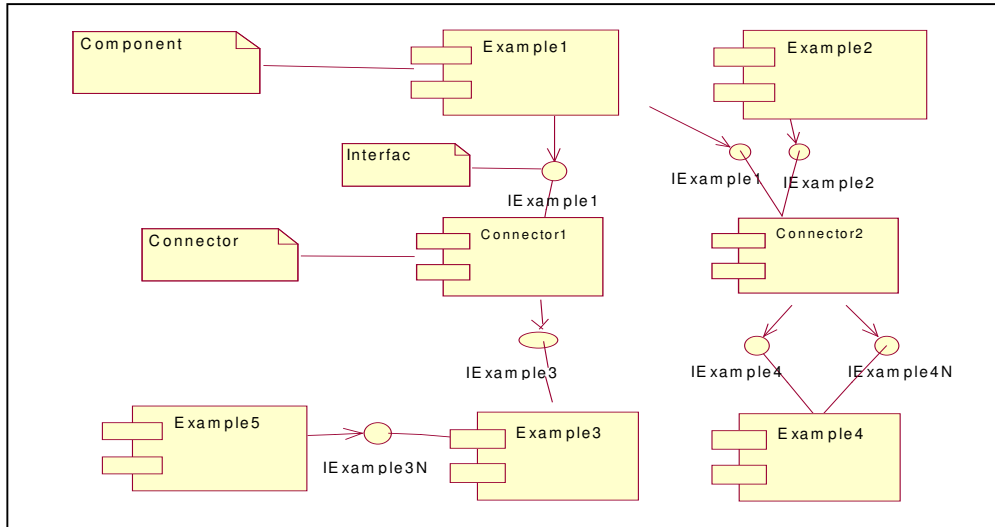 Component
Example1
Example2
Interfac
IExample1
IExample1
IExample2
Connector
Connector1
Connector2
IExample3
IExample4
IExample4N
Example5
Example3
Example4
IExample3N